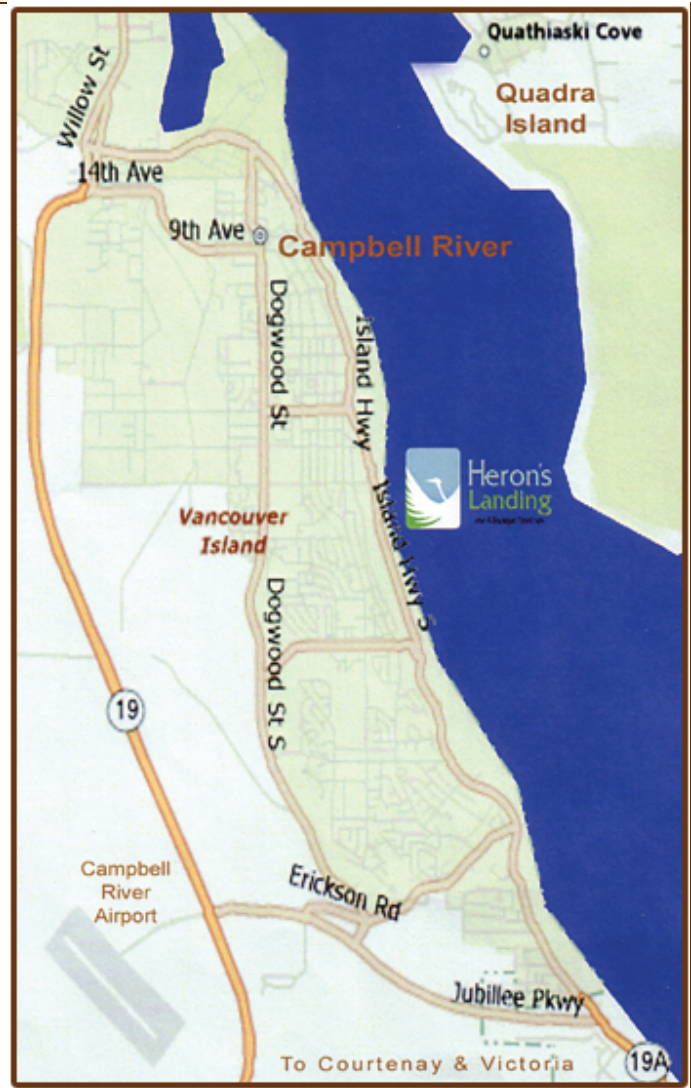 Quathiaski Cove
Quadra
Island
Willow St
14th Ave
9th Ave
Campbell River
Dogwood St
Island Hwy
Heron's
Landing
Island Hwy S
Vancouver
Island
Dogwood St S
19
Campbell
River
Airport
Erickson Rd
Jubillee Pkwy
To Courtenay & Victoria
19A